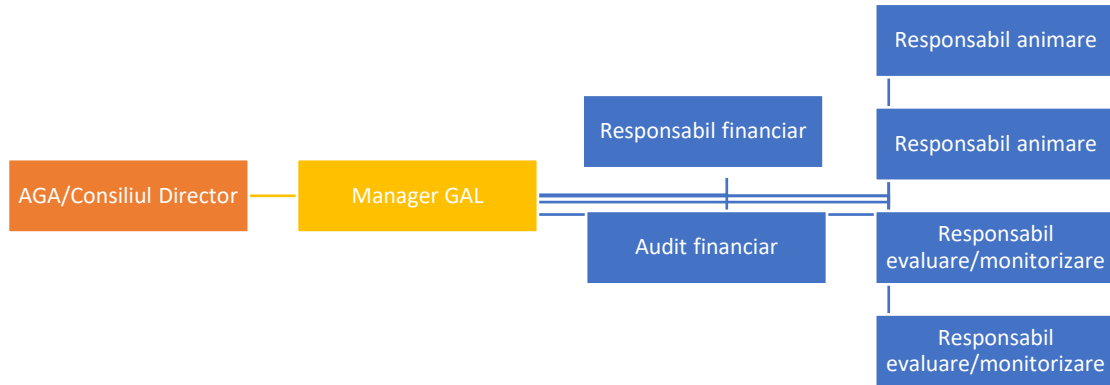 AGA/Consiliul Director
Manager GAL
Responsabil financiar
Audit financiar
Responsabil animare
Responsabil animare
Responsabil
evaluare/monitorizare
Responsabil
evaluare/monitorizare